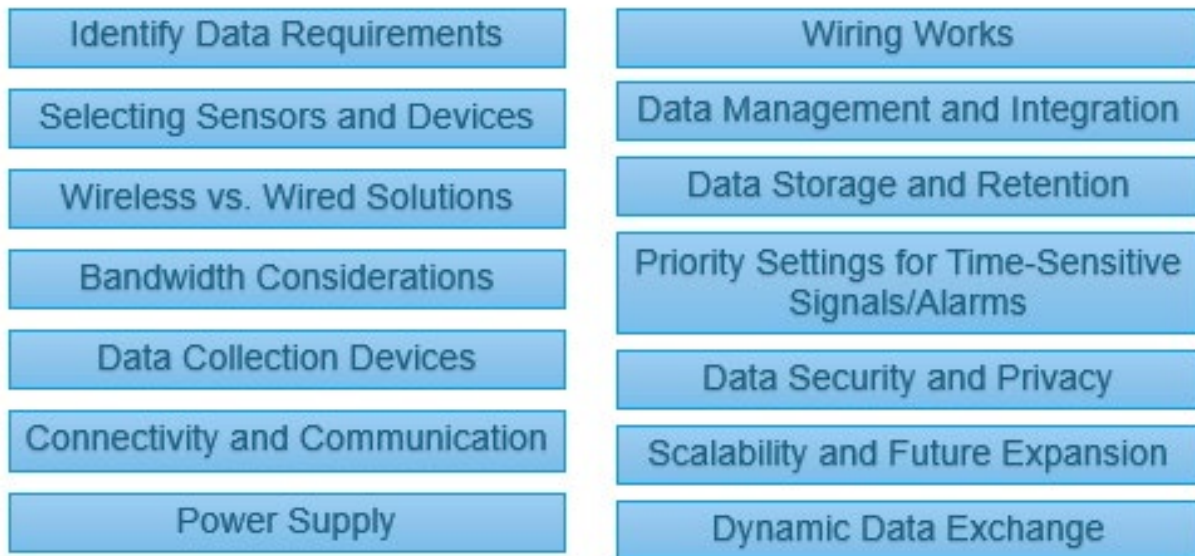 Identify Data Requirements
Selecting Sensors and Devices
Wireless vs. Wired Solutions
Bandwidth Considerations
Data Collection Devices
Connectivity and Communication
Power Supply
Wiring Works
Data Management and Integration
Data Storage and Retention
Priority Settings for Time-Sensitive
Signals/Alarms
Data Security and Privacy
Scalability and Future Expansion
Dynamic Data Exchange